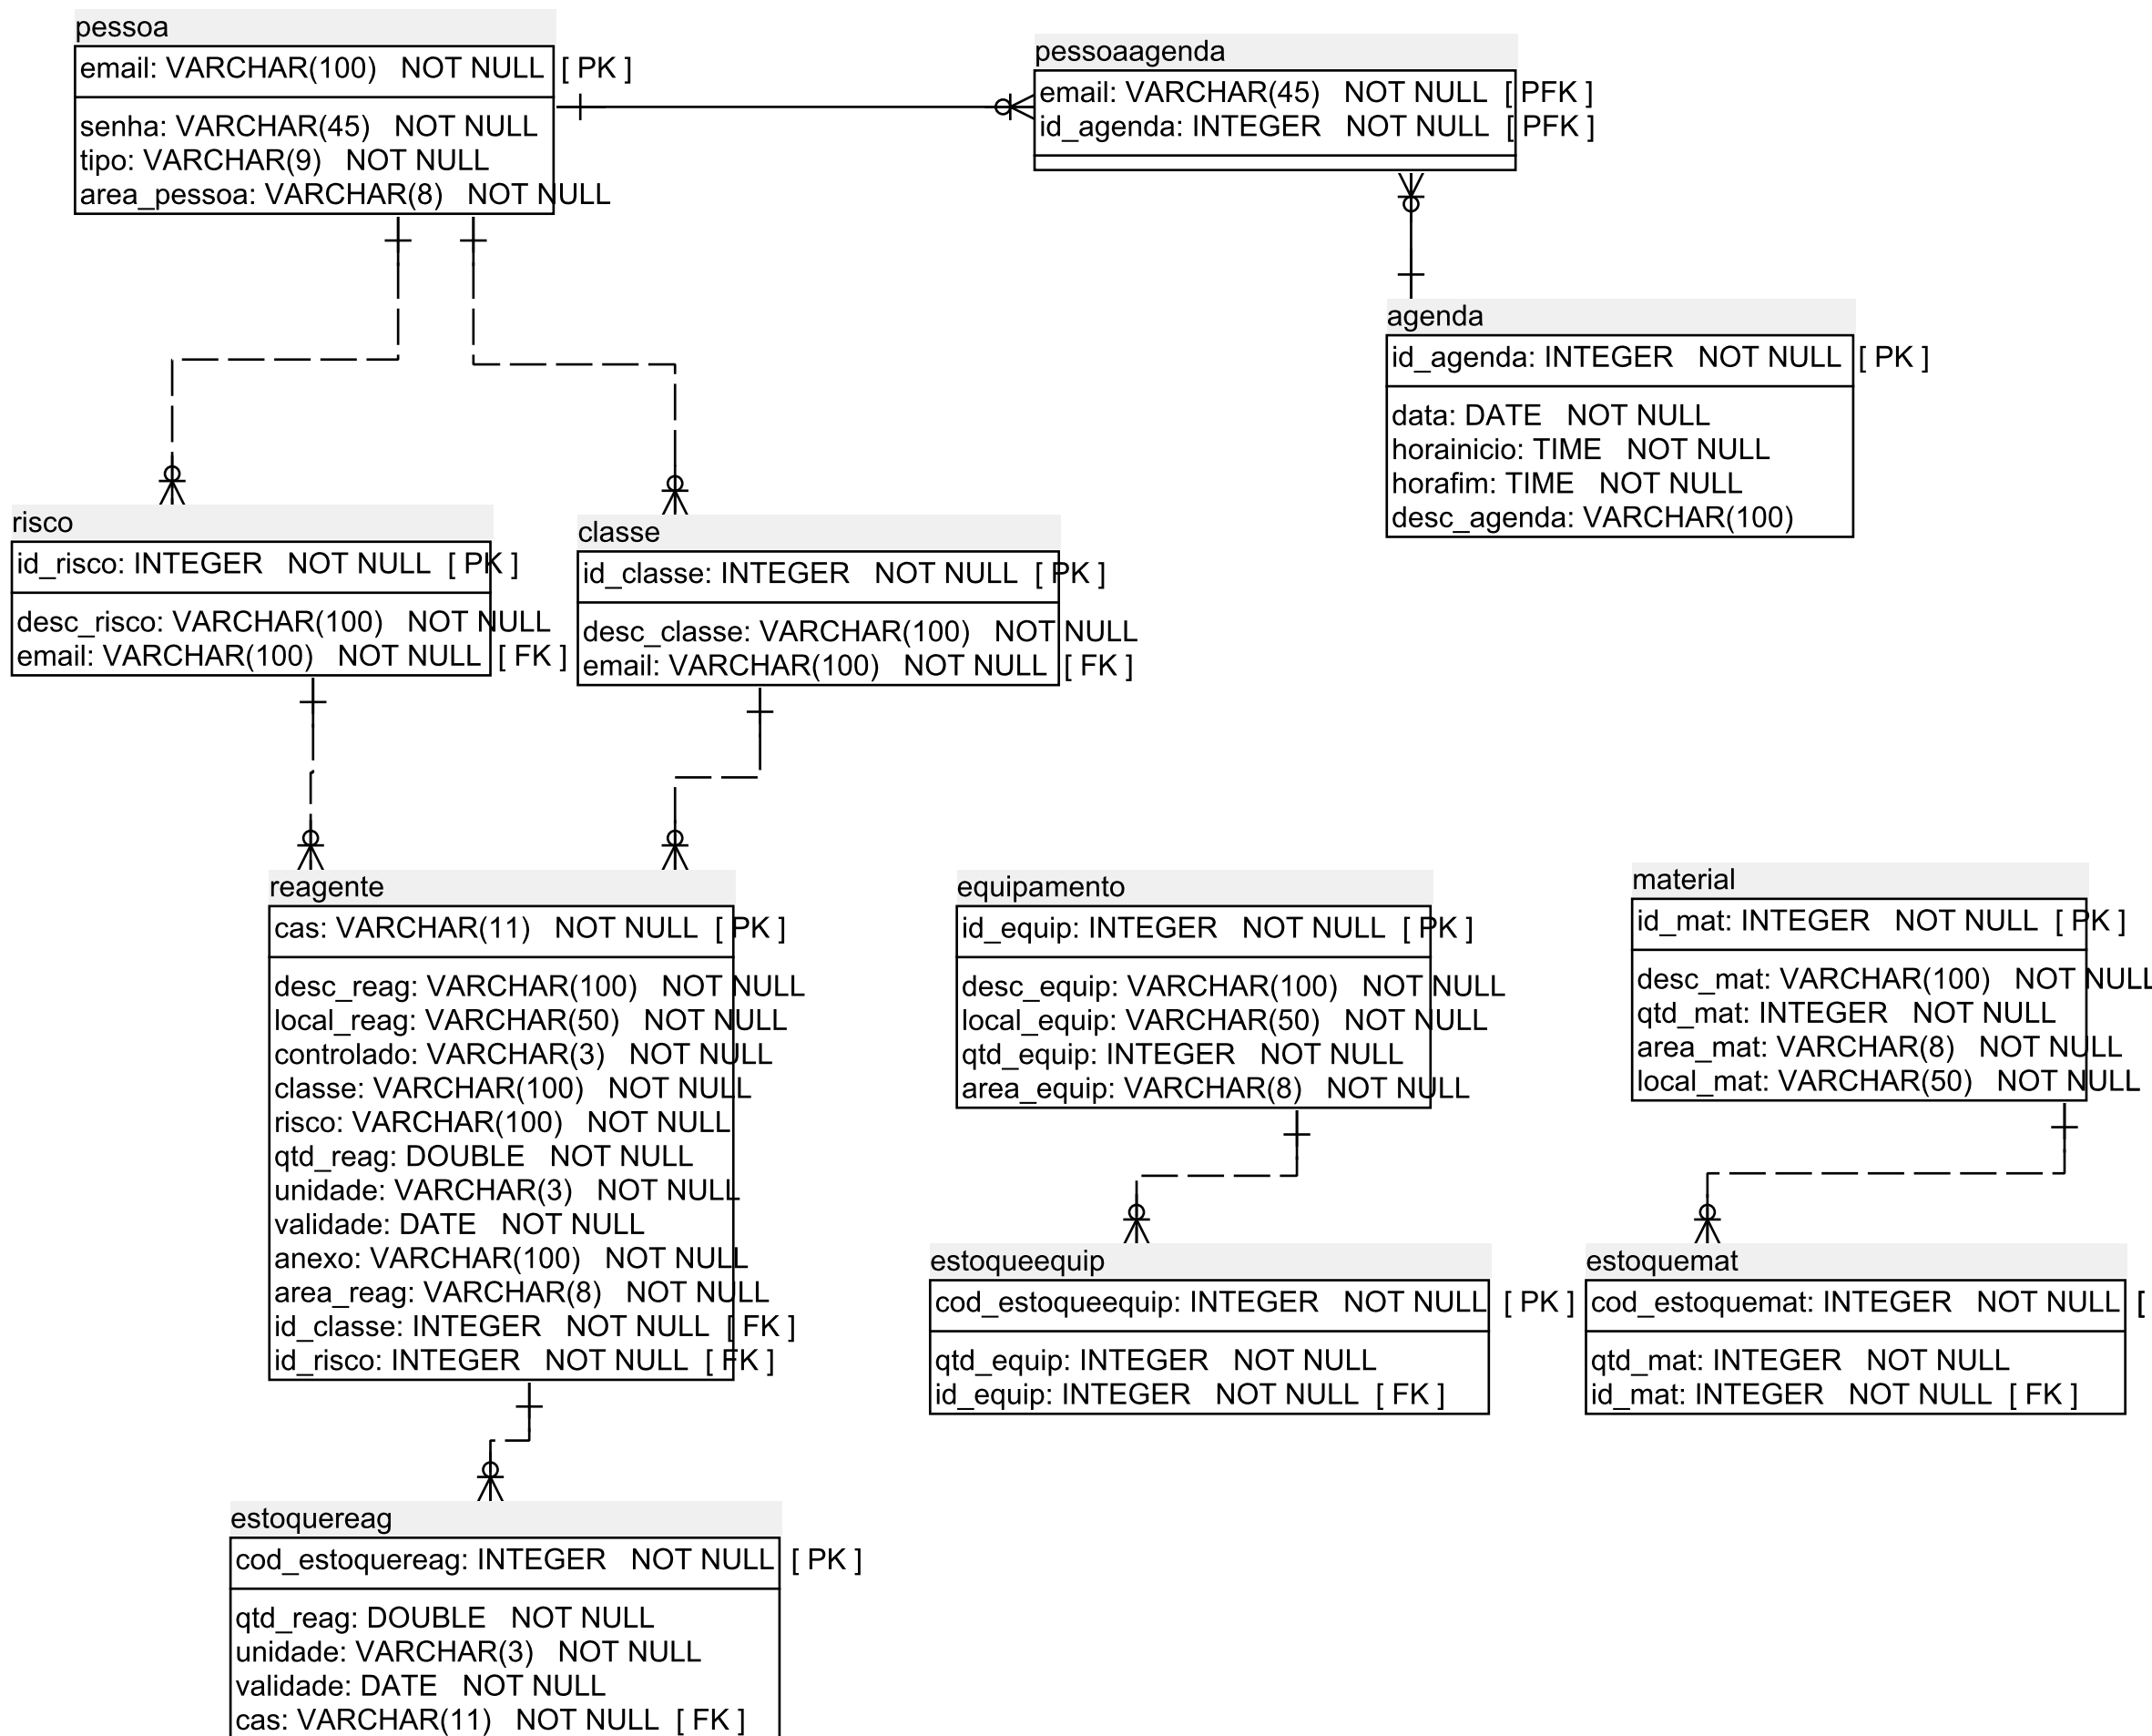 pessoa
email: VARCHAR(100) NOT NULL [ PK ]
senha: VARCHAR(45) NOT NULL
tipo: VARCHAR(9) NOT NULL
area_pessoa: VARCHAR(8) NOT NULL
pessoaagenda
email: VARCHAR(45) NOT NULL [ PFK ]
id_agenda: INTEGER NOT NULL [ PFK ]
agenda
id_agenda: INTEGER NOT NULL [ PK ]
data: DATE NOT NULL
horainicio: TIME NOT NULL
horafim: TIME NOT NULL
desc_agenda: VARCHAR(100)
risco
id_risco: INTEGER NOT NULL [ PK ]
desc_risco: VARCHAR(100) NOT NULL
email: VARCHAR(100) NOT NULL [ FK ]
classe
id_classe: INTEGER NOT NULL [ PK ]
desc_classe: VARCHAR(100) NOT NULL
email: VARCHAR(100) NOT NULL [ FK ]
reagente
cas: VARCHAR(11) NOT NULL [ PK ]
desc_reag: VARCHAR(100) NOT NULL
local_reag: VARCHAR(50) NOT NULL
controlado: VARCHAR(3) NOT NULL
classe: VARCHAR(100) NOT NULL
risco: VARCHAR(100) NOT NULL
qtd_reag: DOUBLE NOT NULL
unidade: VARCHAR(3) NOT NULL
validade: DATE NOT NULL
anexo: VARCHAR(100) NOT NULL
area_reag: VARCHAR(8) NOT NULL
id_classe: INTEGER NOT NULL [ FK ]
id_risco: INTEGER NOT NULL [ FK ]
equipamento
id_equip: INTEGER NOT NULL [ PK ]
desc_equip: VARCHAR(100) NOT NULL
local_equip: VARCHAR(50) NOT NULL
qtd_equip: INTEGER NOT NULL
area_equip: VARCHAR(8) NOT NULL
material
id_mat: INTEGER NOT NULL [ PK ]
desc_mat: VARCHAR(100) NOT NULL
qtd_mat: INTEGER NOT NULL
area_mat: VARCHAR(8) NOT NULL
local_mat: VARCHAR(50) NOT NULL
estoqueequip
cod_estoqueequip: INTEGER NOT NULL [ PK ]
qtd_equip: INTEGER NOT NULL
id_equip: INTEGER NOT NULL [ FK ]
estoquemat
cod_estoquemat: INTEGER NOT NULL [
qtd_mat: INTEGER NOT NULL
id_mat: INTEGER NOT NULL [ FK ]
estoquereag
cod_estoquereag: INTEGER NOT NULL [ PK ]
qtd_reag: DOUBLE NOT NULL
unidade: VARCHAR(3) NOT NULL
validade: DATE NOT NULL
cas: VARCHAR(11) NOT NULL [ FK ]